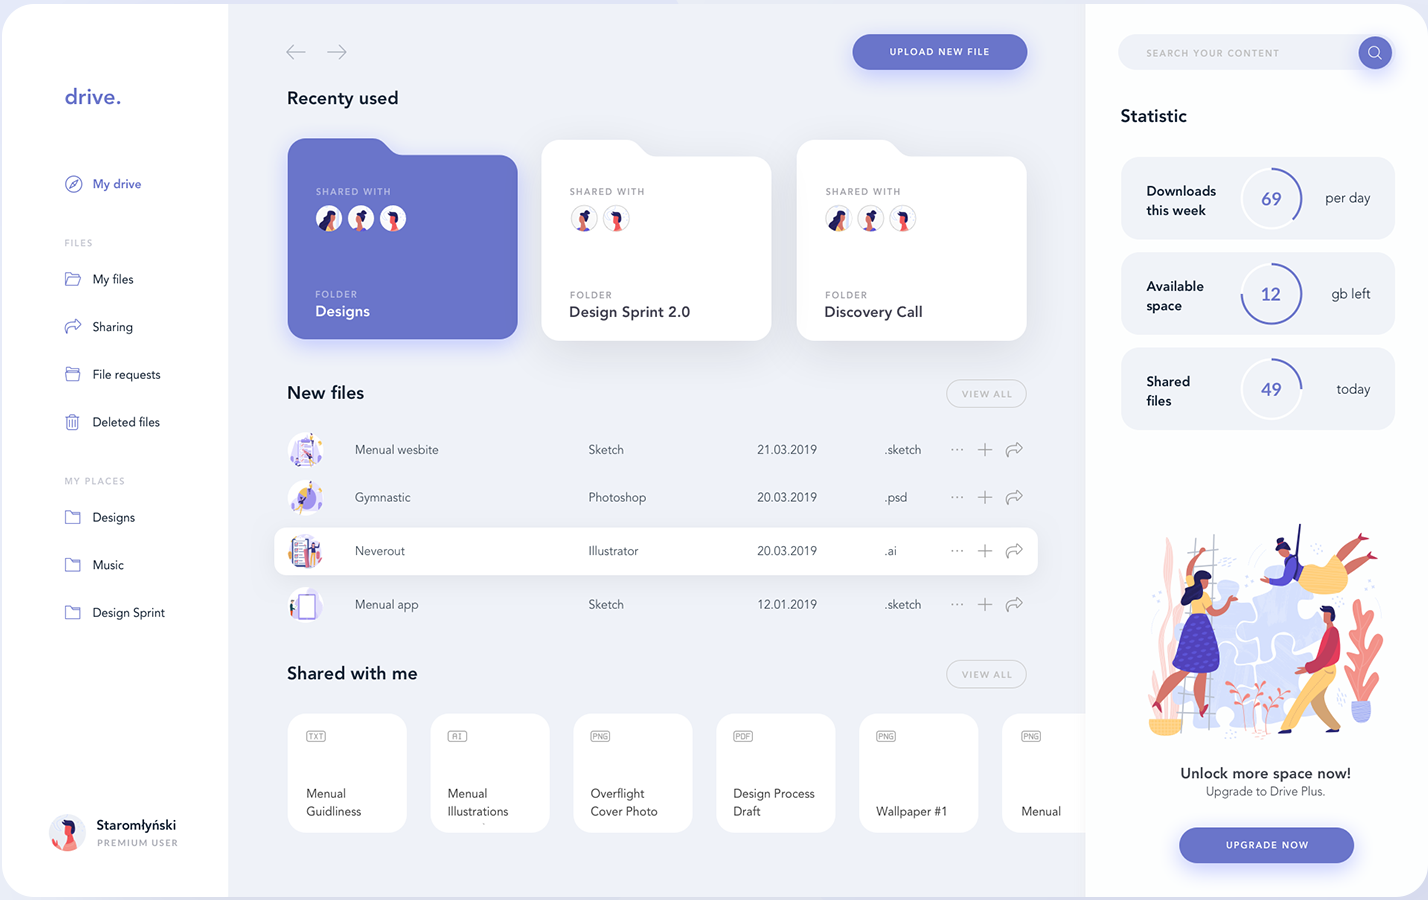 drive.
My drive
FILES
My files
Sharing
File requests
Deleted files
MY PLACES
Designs
Music
Design Sprint
Staromłyński
PREMIUM USER
UPLOAD NEW FILE
Recenty used
SHARED WITH
FOLDER
Designs
SHARED WITH
FOLDER
Design Sprint 2.0
SHARED WITH
FOLDER
Discovery Call
New files
VIEW ALL
Menual wesbite Sketch 21.03.2019 .sketch
Gymnastic Photoshop 20.03.2019 .psd
Neverout Illustrator 20.03.2019 .ai
Menual app Sketch 12.01.2019 .sketch
Shared with me
VIEW ALL
TXT
Menual
Guidliness
AI
Menual
Illustrations
PNG
Overflight
Cover Photo
PDF
Design Process
Draft
PNG
Wallpaper #1
PNG
Menual
SEARCH YOUR CONTENT
Statistic
Downloads
this week
69
per day
Available
space
12
gb left
Shared
files
49
today
Unlock more space now!
Upgrade to Drive Plus.
UPGRADE NOW